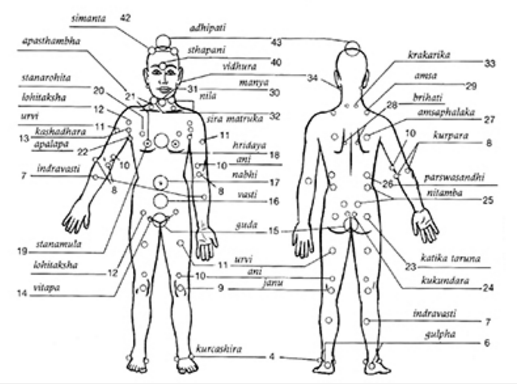 simanta 42
adhipati
apasthambha
sthapani 43
vidhura 40
krakarika
33
stanarohita
manya
34
amsa
21
31
29
lohitaksha
20
nila 30
brihati
28
urvi
12
sira matruka 32
amsaphalaka
27
11
10
13 kashadhara
11
kurpara
8
apalapa
hridaya
22
18
indravasti
10
ani
parswasandhi
7
8
nabhi
17
26
nitamba
8
vasti
16
25
guda
15
stanamula
19
lohitaksha
12
11 urvi
23 katika taruna
10 ani
kukundara
vitapa
14
9 janu
24
indravasti
7
gulpha
kurcashira
4
6